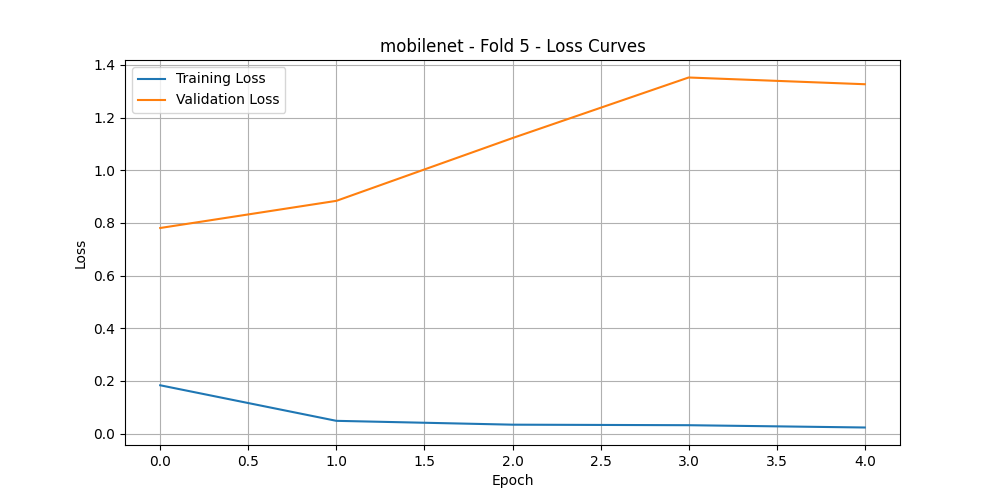 mobilenet - Fold 5 - Loss Curves
Training Loss
Validation Loss
1.4
1.2
1.0
0.8
0.6
0.4
0.2
0.0
Loss
0.0 0.5 1.0 1.5 2.0 2.5 3.0 3.5 4.0
Epoch